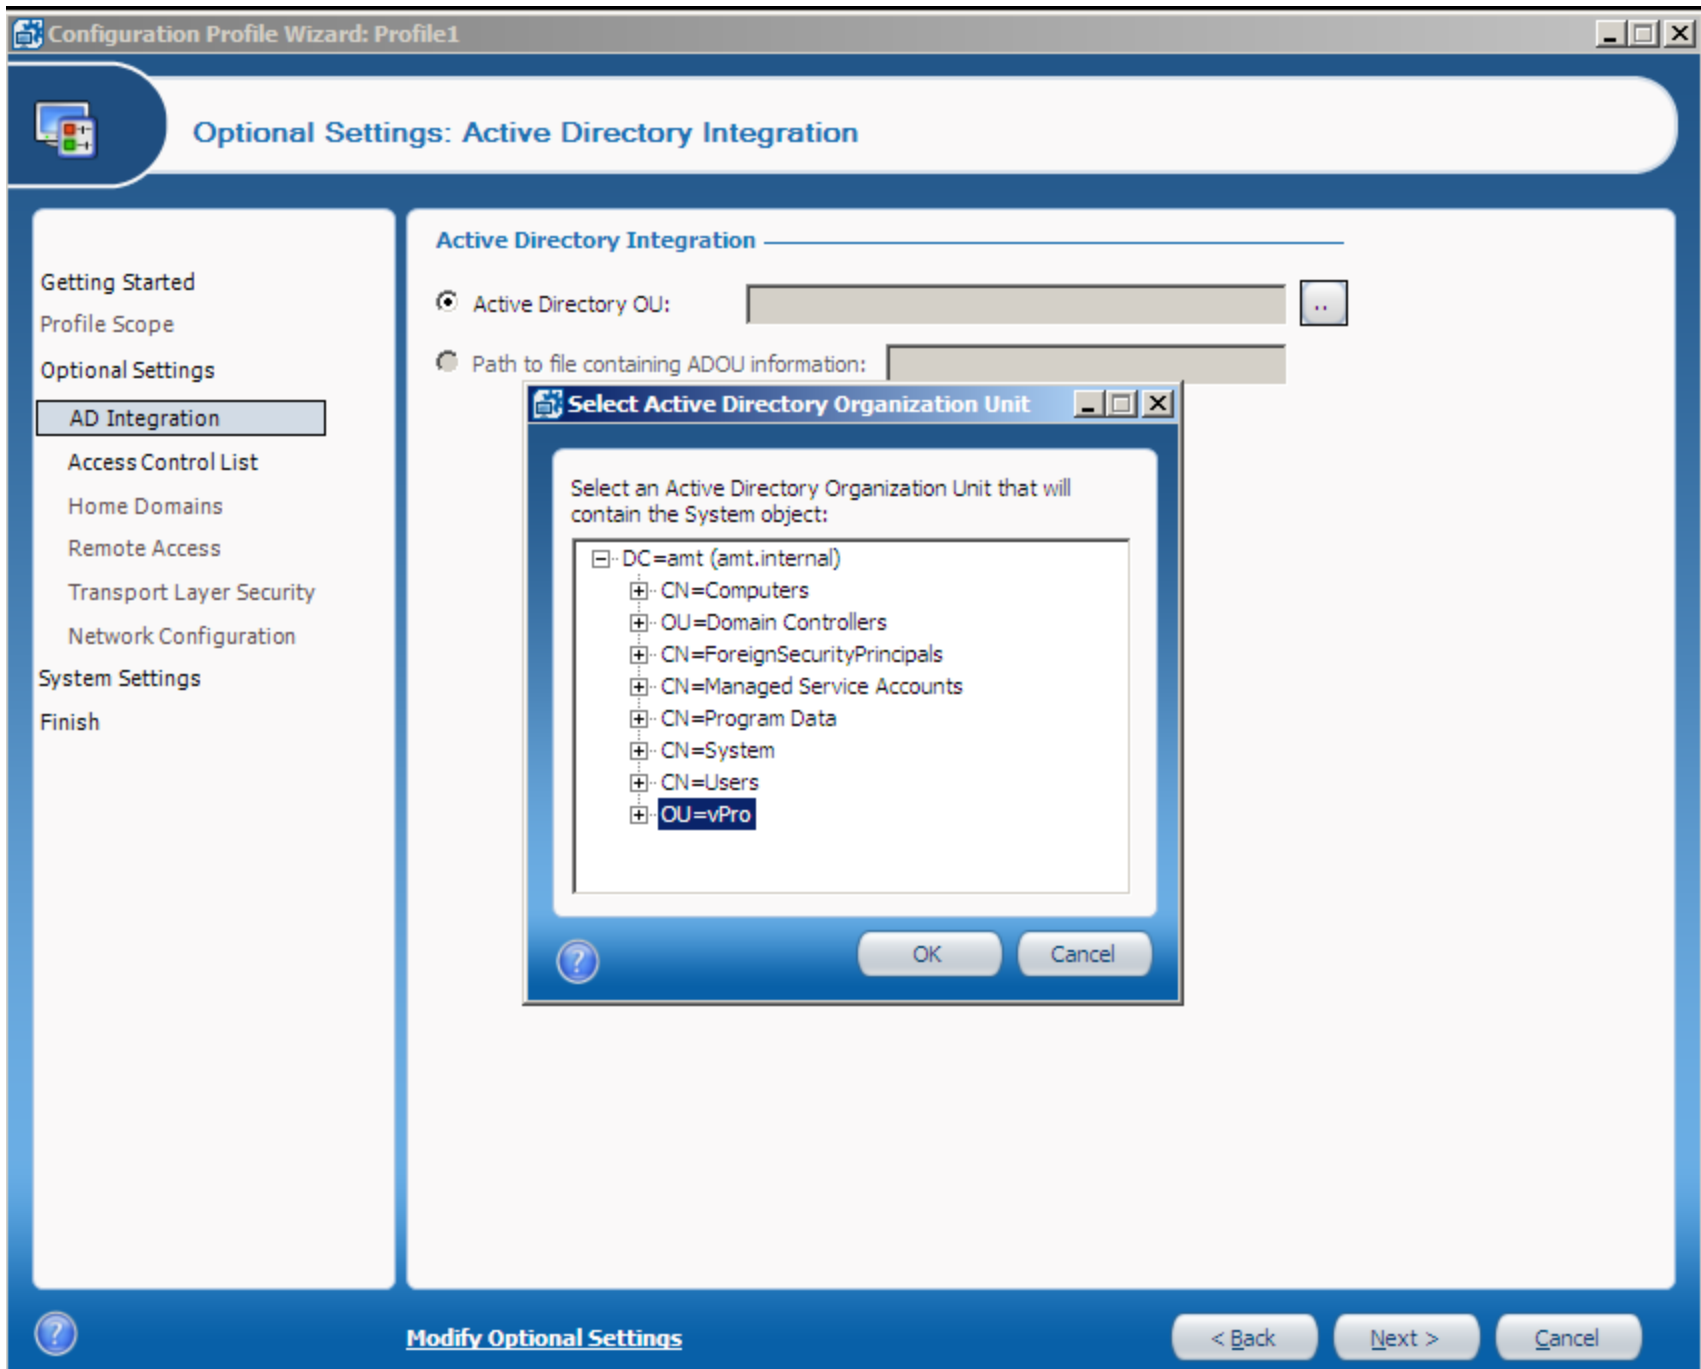 Configuration Profile Wizard: Profile1
Optional Settings: Active Directory Integration
Getting Started
Profile Scope
Optional Settings
AD Integration
Access Control List
Home Domains
Remote Access
Transport Layer Security
Network Configuration
System Settings
Finish
Active Directory Integration
Active Directory OU:
..
Path to file containing ADOU information:
Select Active Directory Organization Unit
Select an Active Directory Organization Unit that will
contain the System object:
DC=amt (amt.internal)
CN=Computers
OU=Domain Controllers
CN=ForeignSecurityPrincipals
CN=Managed Service Accounts
CN=Program Data
CN=System
CN=Users
OU=vPro
?
OK
Cancel
?
Modify Optional Settings
< Back
Next >
Cancel